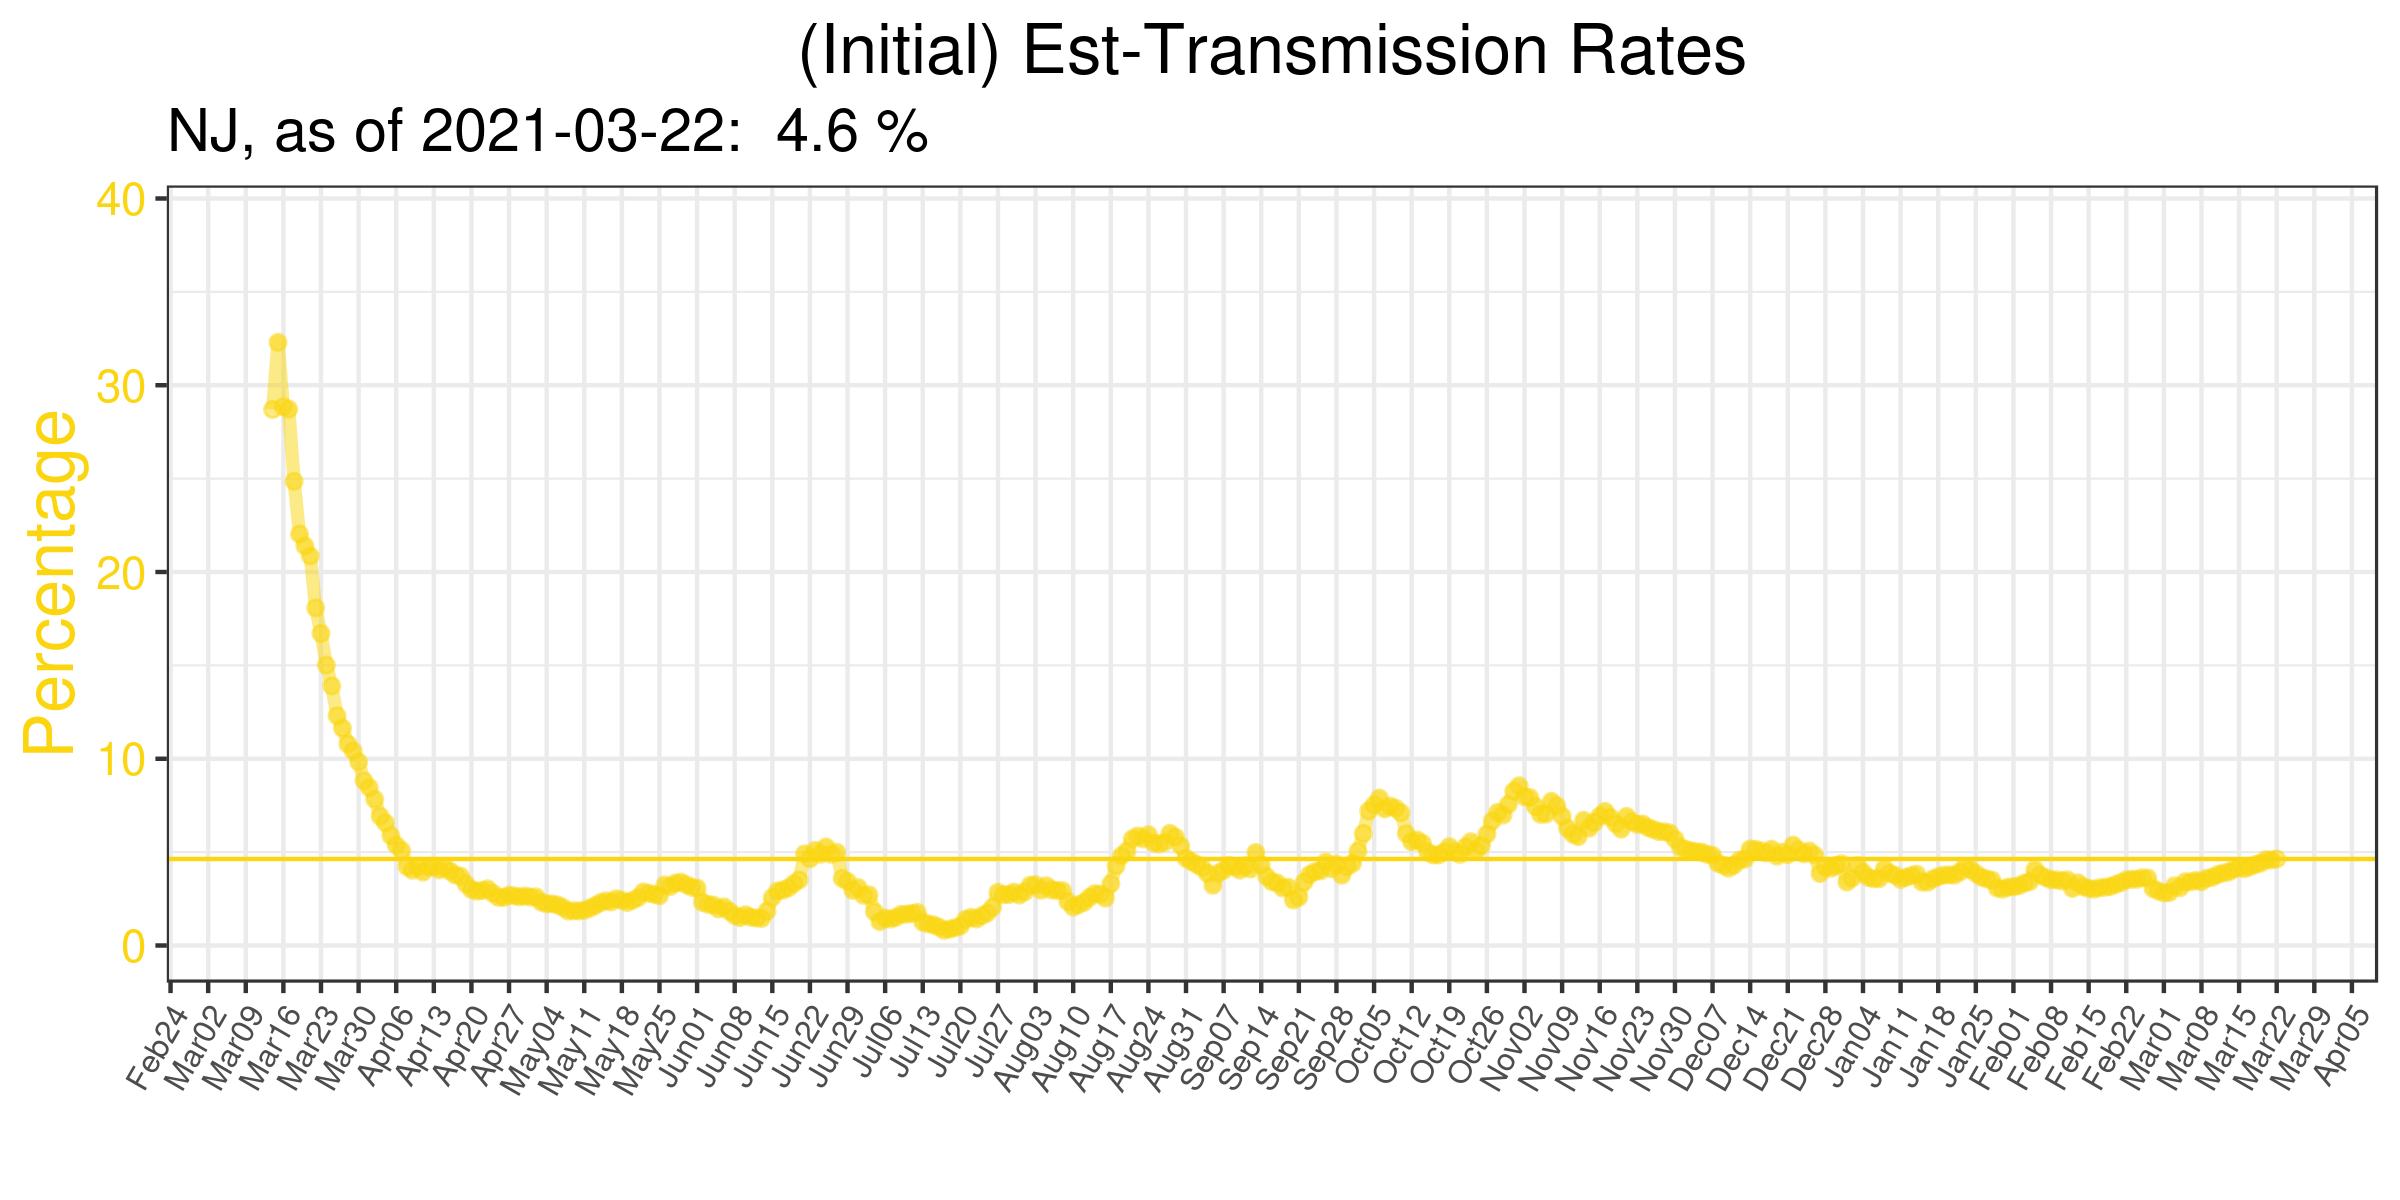 (Initial) Est-Transmission Rates
NJ, as of 2021-03-22:  4.6 %
Percentage
40
30
20
10
0
Feb24
Mar02
Mar09
Mar16
Mar23
Mar30
Apr06
Apr13
Apr20
Apr27
May04
May11
May18
May25
Jun01
Jun08
Jun15
Jun22
Jun29
Jul06
Jul13
Jul20
Jul27
Aug03
Aug10
Aug17
Aug24
Aug31
Sep07
Sep14
Sep21
Sep28
Oct05
Oct12
Oct19
Oct26
Nov02
Nov09
Nov16
Nov23
Nov30
Dec07
Dec14
Dec21
Dec28
Jan04
Jan11
Jan18
Jan25
Feb01
Feb08
Feb15
Feb22
Mar01
Mar08
Mar15
Mar22
Mar29
Apr05